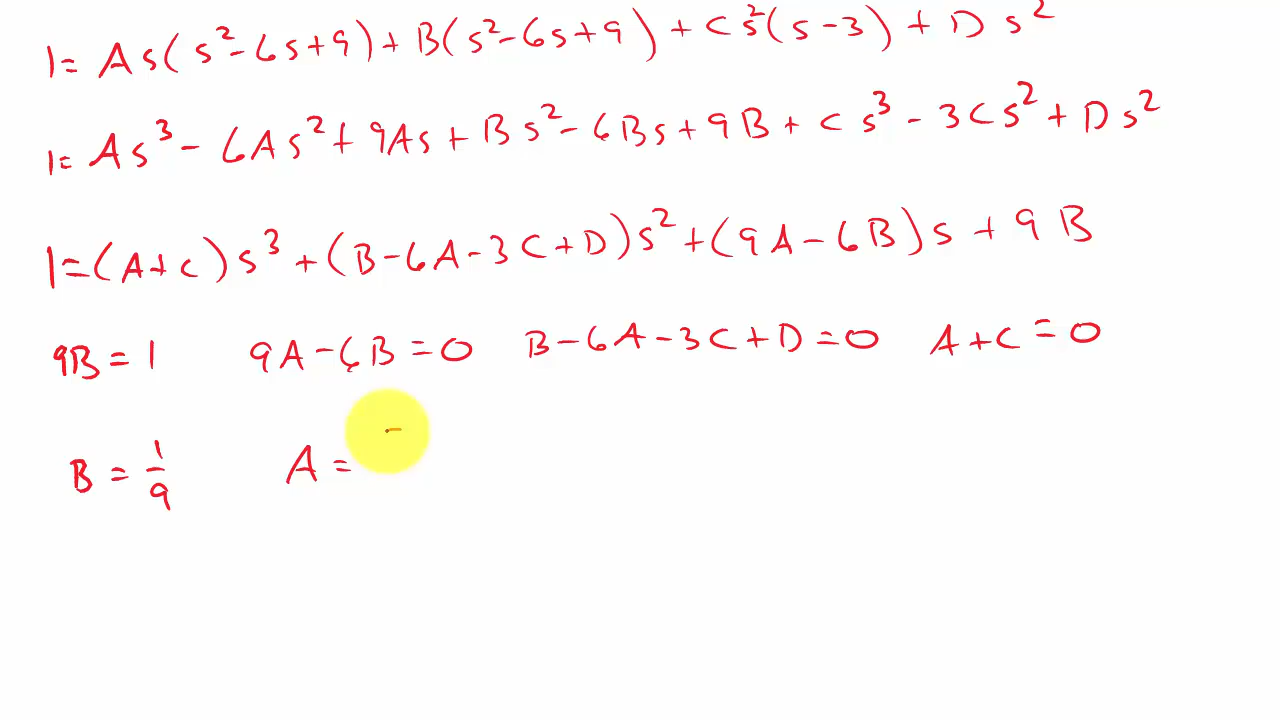 1= As(s²-6s+9)+B(s²-6s+9)+Cs²(s-3)+Ds²
1= As³-6As²+9As+Bs²-6Bs+9B+Cs³-3Cs²+Ds²
1=(A+C)s³+(B-6A-3C+D)s²+(9A-6B)s+9B
9B=1 9A-6B=0 B-6A-3C+D=0 A+C=0
B=1/9 A=